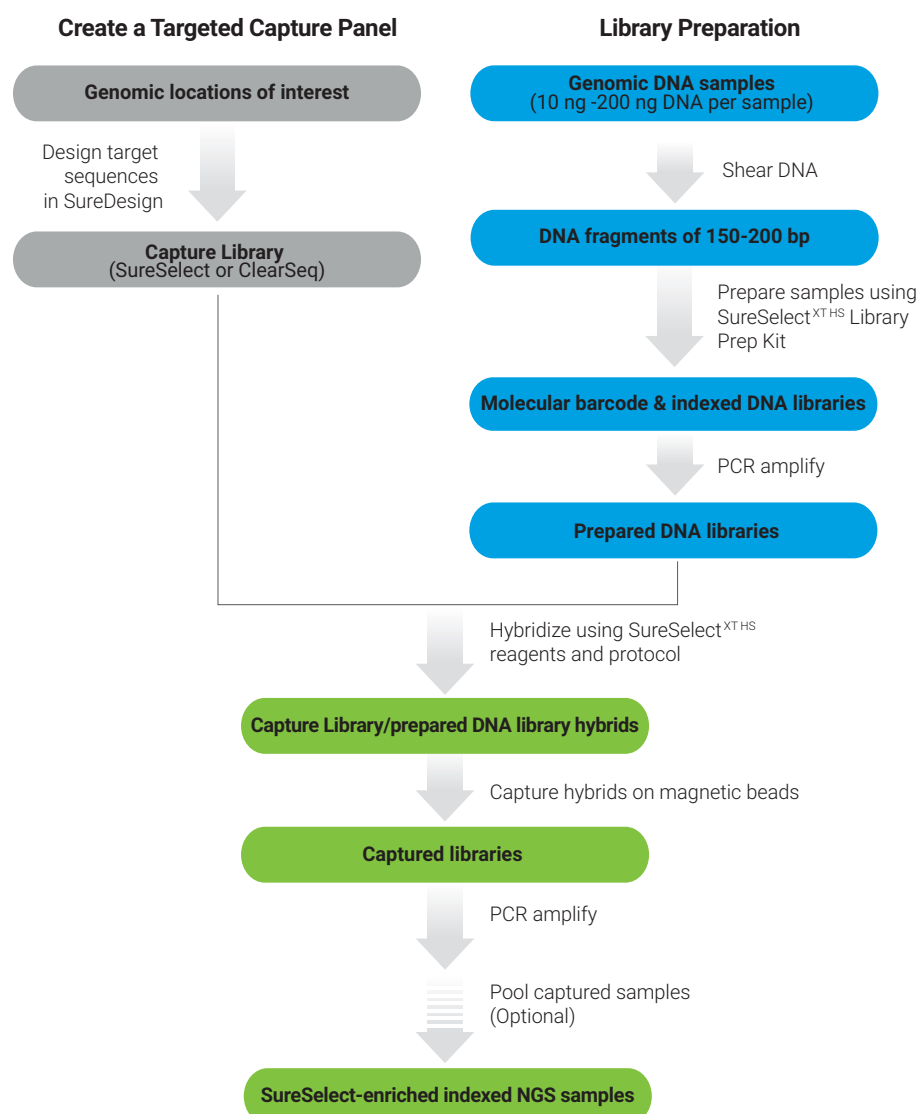 Create a Targeted Capture Panel
Genomic locations of interest
Design target
sequences
in SureDesign
Capture Library
(SureSelect or ClearSeq)
Library Preparation
Genomic DNA samples
(10 ng -200 ng DNA per sample)
Shear DNA
DNA fragments of 150-200 bp
Prepare samples using
SureSelect XT HS Library
Prep Kit
Molecular barcode & indexed DNA libraries
PCR amplify
Prepared DNA libraries
Hybridize using SureSelect XT HS
reagents and protocol
Capture Library/prepared DNA library hybrids
Capture hybrids on magnetic beads
Captured libraries
PCR amplify
Pool captured samples
(Optional)
SureSelect-enriched indexed NGS samples